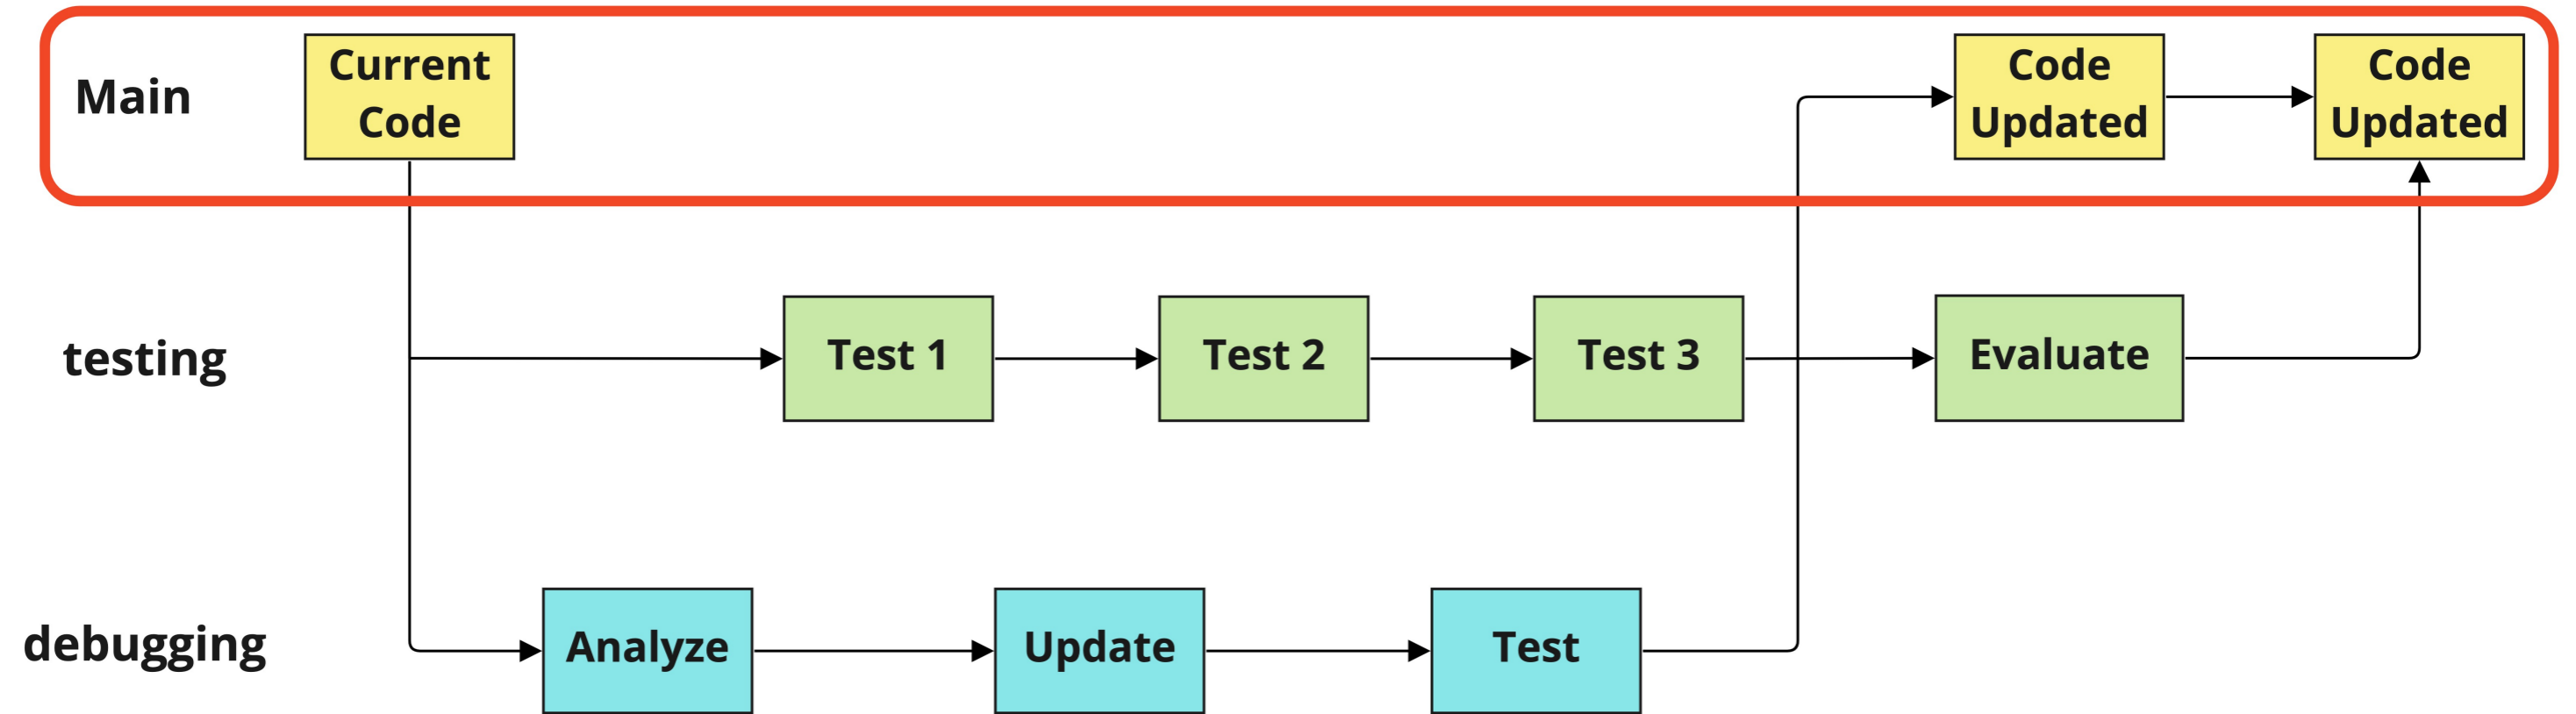 Main
Current
Code
Code
Updated
Code
Updated
testing
Test 1
Test 2
Test 3
Evaluate
debugging
Analyze
Update
Test